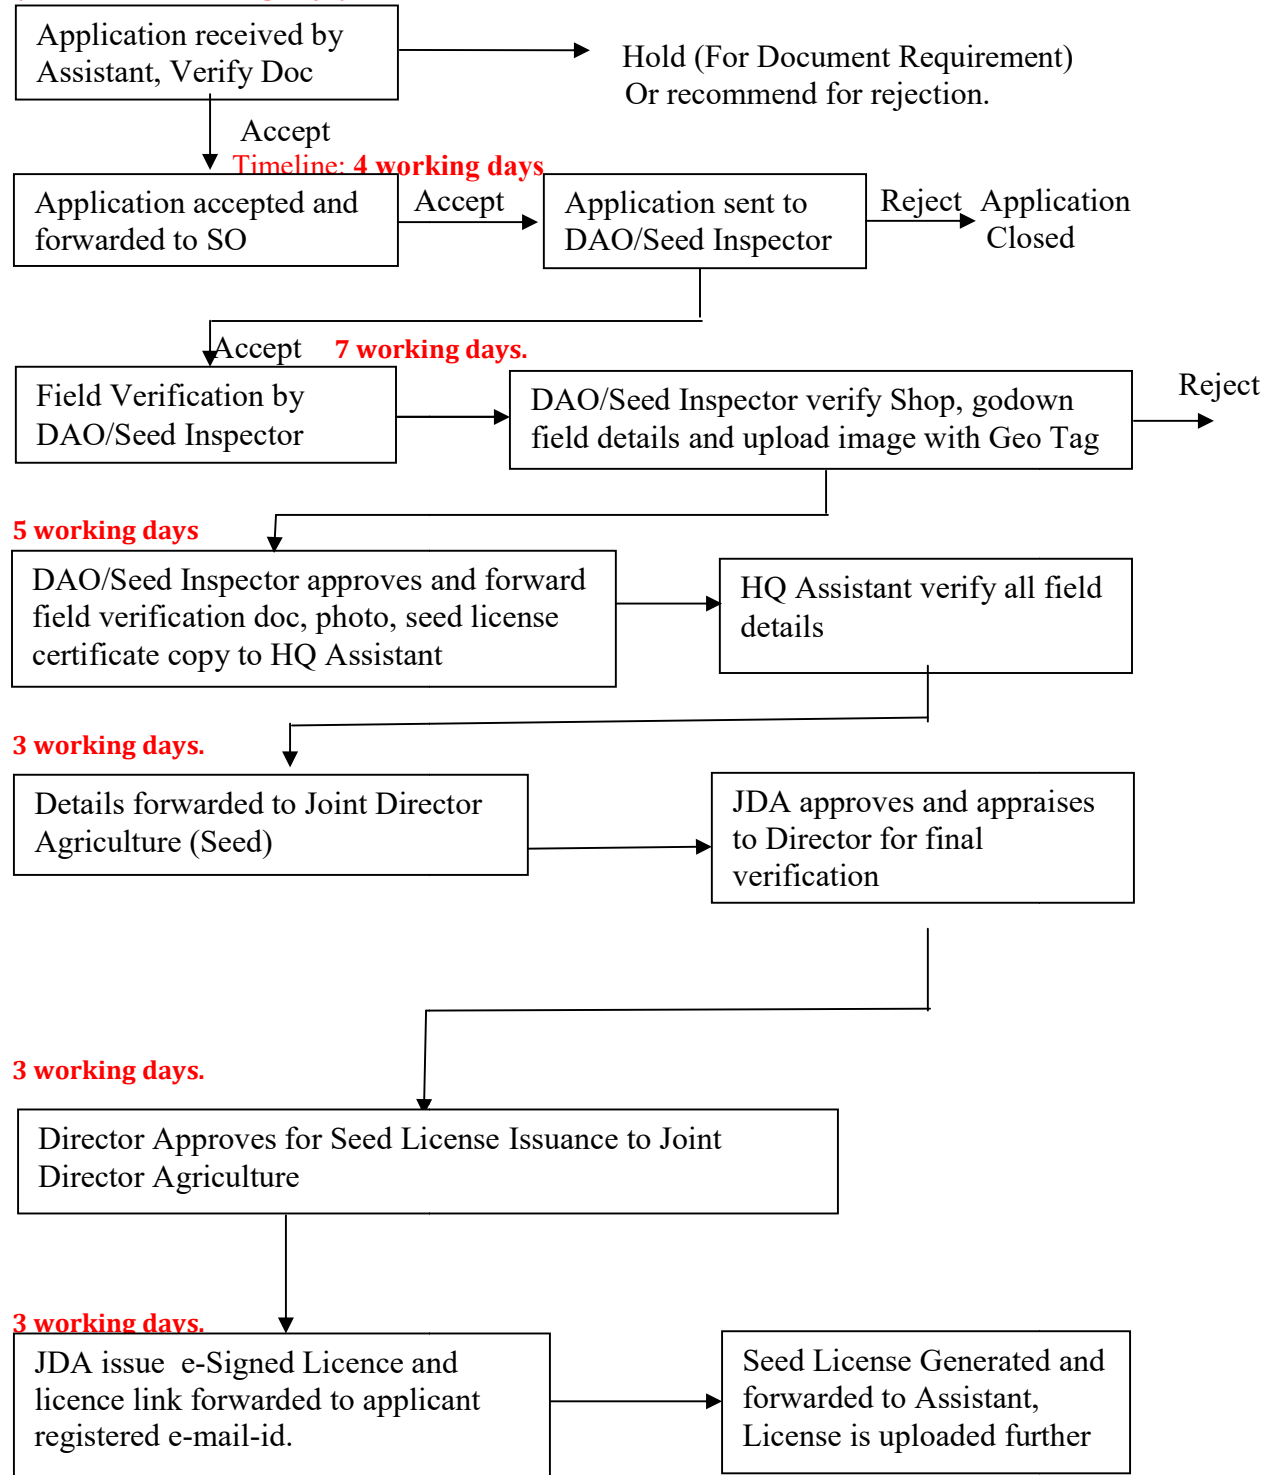 Application received by
Assistant, Verify Doc
Hold (For Document Requirement)
Or recommend for rejection.
Accept
Timeline: 4 working days
Application accepted and
forwarded to SO
Accept
Application sent to
DAO/Seed Inspector
Reject
Application
Closed
Accept
7 working days.
Field Verification by
DAO/Seed Inspector
DAO/Seed Inspector verify Shop, godown
field details and upload image with Geo Tag
Reject
5 working days
DAO/Seed Inspector approves and forward
field verification doc, photo, seed license
certificate copy to HQ Assistant
HQ Assistant verify all field
details
3 working days.
Details forwarded to Joint Director
Agriculture (Seed)
JDA approves and appraises
to Director for final
verification
3 working days.
Director Approves for Seed License Issuance to Joint
Director Agriculture
3 working days.
JDA issue  e-Signed Licence and
licence link forwarded to applicant
registered e-mail-id.
Seed License Generated and
forwarded to Assistant,
License is uploaded further